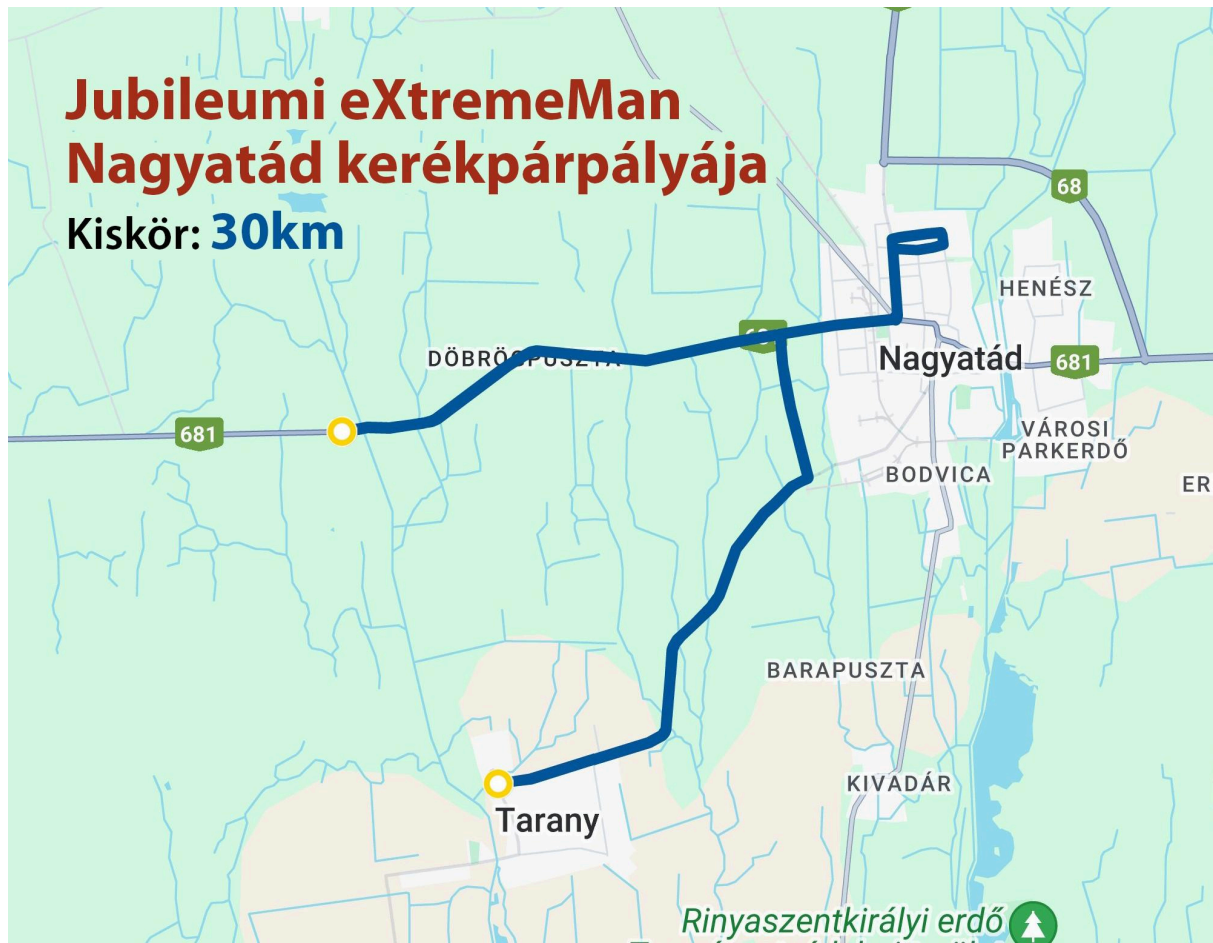 Jubileumi eXtremeMan
Nagyatád kerékpárpályája
Kiskör: 30km
68
HENÉSZ
DÖBRÖGPUSZTA
Nagyatád
681
681
VÁROSI
PARKERDŐ
BODVICA
ER
BARAPUSZTA
KIVADÁR
Tarany
Rinyaszentkirályi erdő